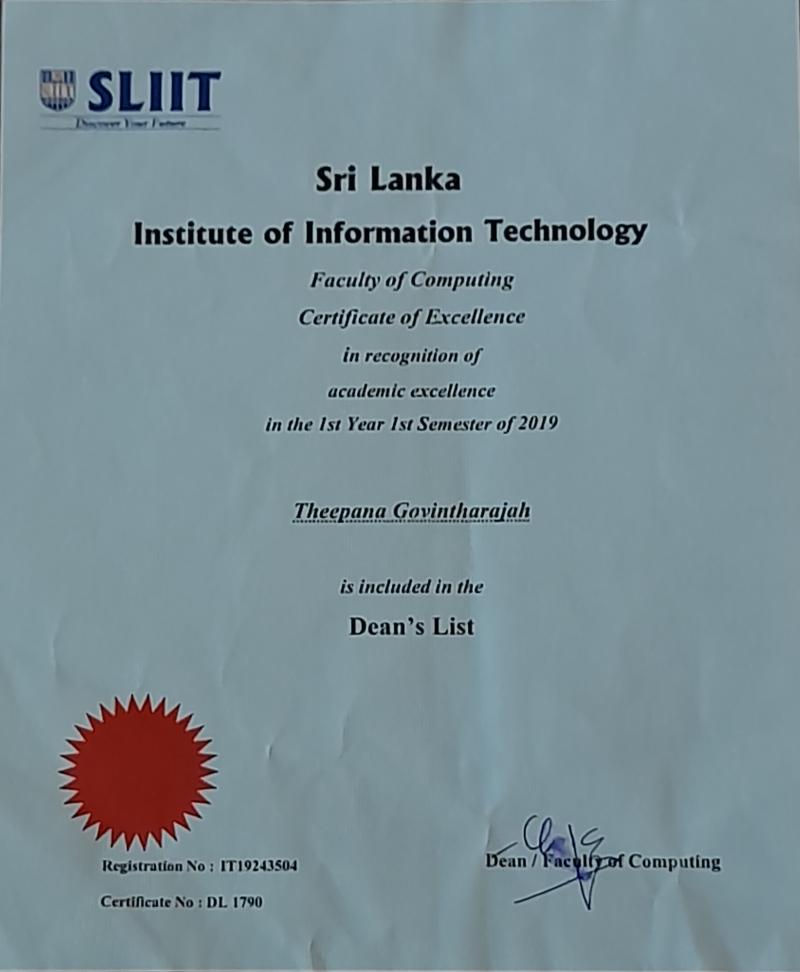 SLIIT
Discover Your Future
Sri Lanka
Institute of Information Technology
Faculty of Computing
Certificate of Excellence
in recognition of
academic excellence
in the 1st Year 1st Semester of 2019
Theepana Govintharajah
is included in the
Dean's List
Registration No : IT19243504
Dean / Faculty of Computing
Certificate No : DL 1790